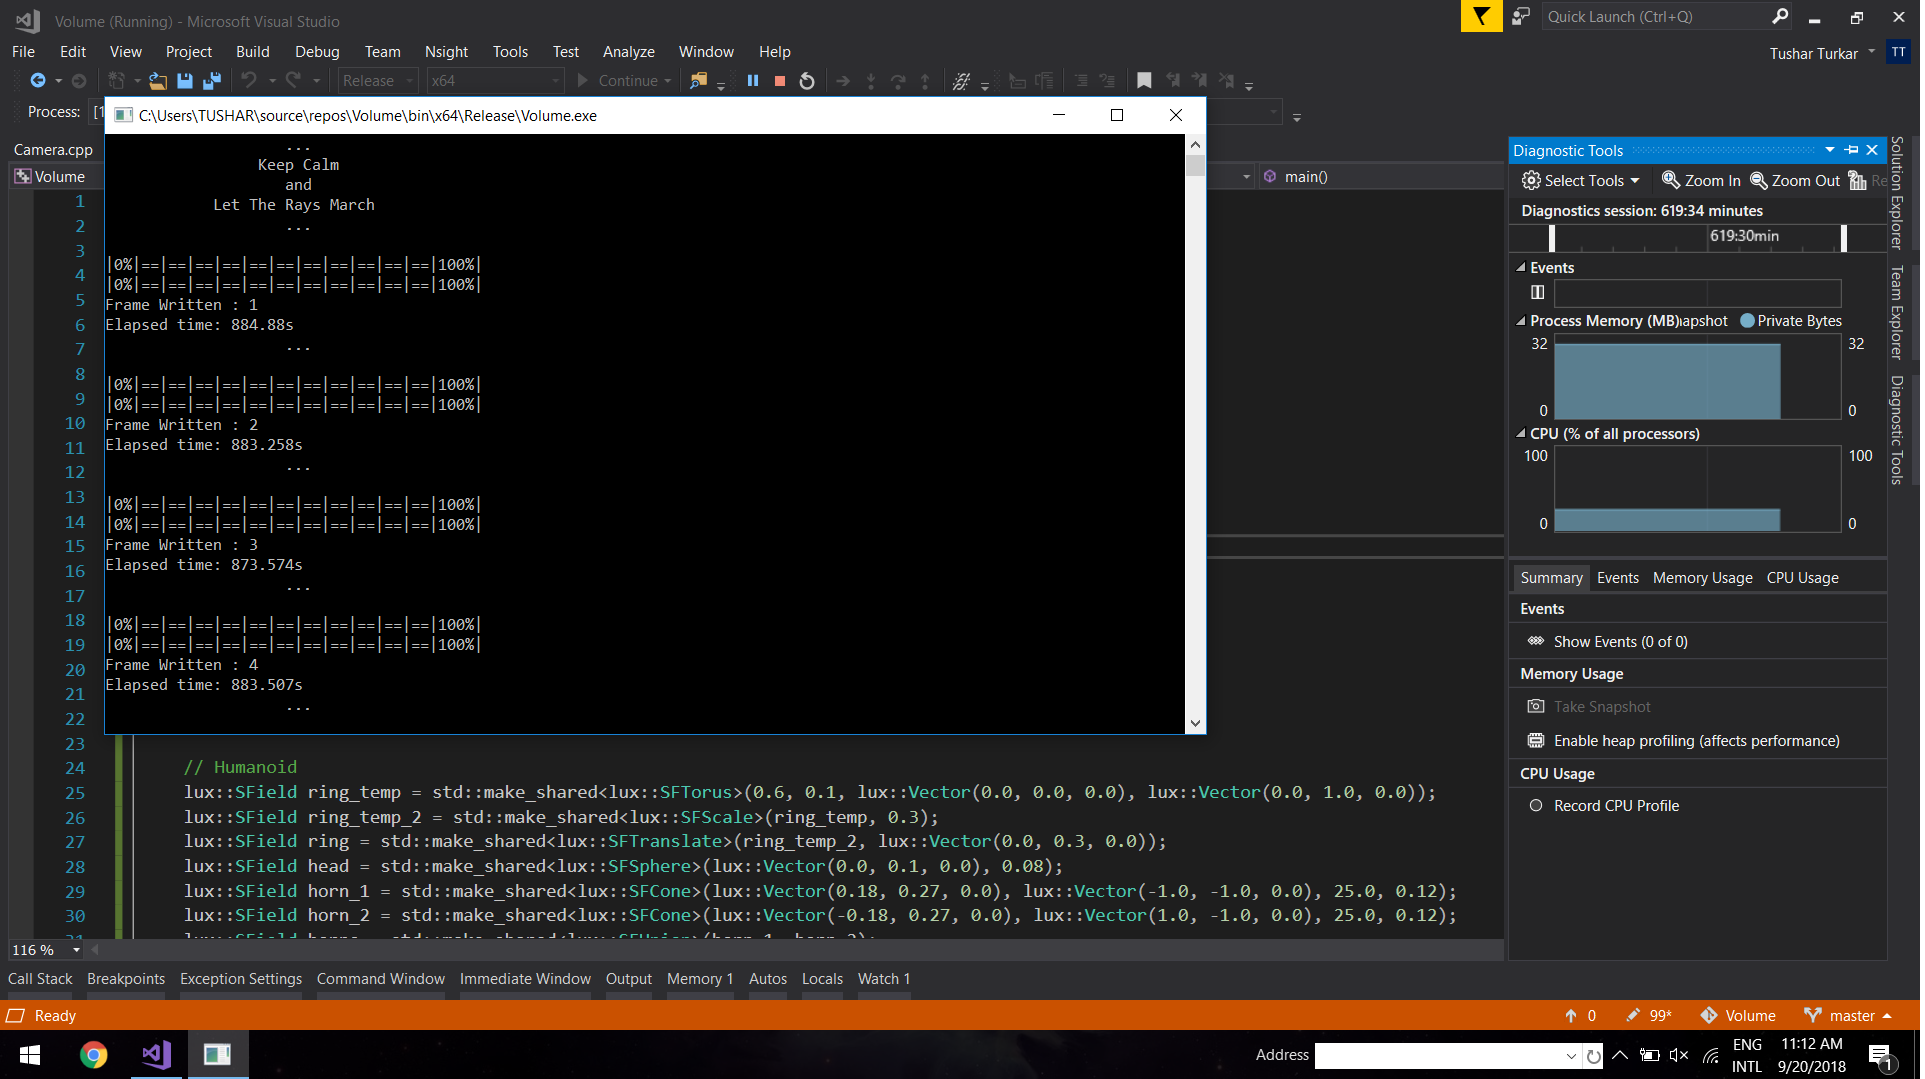 Volume (Running) - Microsoft Visual Studio
Quick Launch (Ctrl+Q)
File Edit View Project Build Debug Team Nsight Tools Test Analyze Window Help
Tushar Turkar TT
Release x64 Continue
Process: [1
C:\Users\TUSHAR\source\repos\Volume\bin\x64\Release\Volume.exe
Camera.cpp
Volume
main()
...
Keep Calm
and
Let The Rays March
...
|0%|==|==|==|==|==|==|==|==|==|==|==|100%|
|0%|==|==|==|==|==|==|==|==|==|==|==|100%|
Frame Written : 1
Elapsed time: 884.88s
...
|0%|==|==|==|==|==|==|==|==|==|==|==|100%|
|0%|==|==|==|==|==|==|==|==|==|==|==|100%|
Frame Written : 2
Elapsed time: 883.258s
...
|0%|==|==|==|==|==|==|==|==|==|==|==|100%|
|0%|==|==|==|==|==|==|==|==|==|==|==|100%|
Frame Written : 3
Elapsed time: 873.574s
...
|0%|==|==|==|==|==|==|==|==|==|==|==|100%|
|0%|==|==|==|==|==|==|==|==|==|==|==|100%|
Frame Written : 4
Elapsed time: 883.507s
...
1
2
3
4
5
6
7
8
9
10
11
12
13
14
15
16
17
18
19
20
21
22
23
24 // Humanoid
25 lux::SField ring_temp = std::make_shared<lux::SFTorus>(0.6, 0.1, lux::Vector(0.0, 0.0, 0.0), lux::Vector(0.0, 1.0, 0.0));
26 lux::SField ring_temp_2 = std::make_shared<lux::SFScale>(ring_temp, 0.3);
27 lux::SField ring = std::make_shared<lux::SFTranslate>(ring_temp_2, lux::Vector(0.0, 0.3, 0.0));
28 lux::SField head = std::make_shared<lux::SFSphere>(lux::Vector(0.0, 0.1, 0.0), 0.08);
29 lux::SField horn_1 = std::make_shared<lux::SFCone>(lux::Vector(0.18, 0.27, 0.0), lux::Vector(-1.0, -1.0, 0.0), 25.0, 0.12);
30 lux::SField horn_2 = std::make_shared<lux::SFCone>(lux::Vector(-0.18, 0.27, 0.0), lux::Vector(1.0, -1.0, 0.0), 25.0, 0.12);
116 %
Diagnostic Tools
Select Tools Zoom In Zoom Out Re
Diagnostics session: 619:34 minutes
619:30min
Events
Process Memory (MB) apshot Private Bytes
32 32
0 0
CPU (% of all processors)
100 100
0 0
Summary Events Memory Usage CPU Usage
Events
Show Events (0 of 0)
Memory Usage
Take Snapshot
Enable heap profiling (affects performance)
CPU Usage
Record CPU Profile
Solution Explorer
Team Explorer
Diagnostic Tools
Call Stack Breakpoints Exception Settings Command Window Immediate Window Output Memory 1 Autos Locals Watch 1
Ready
0 99* Volume master
Address
ENG
INTL
11:12 AM
9/20/2018
1